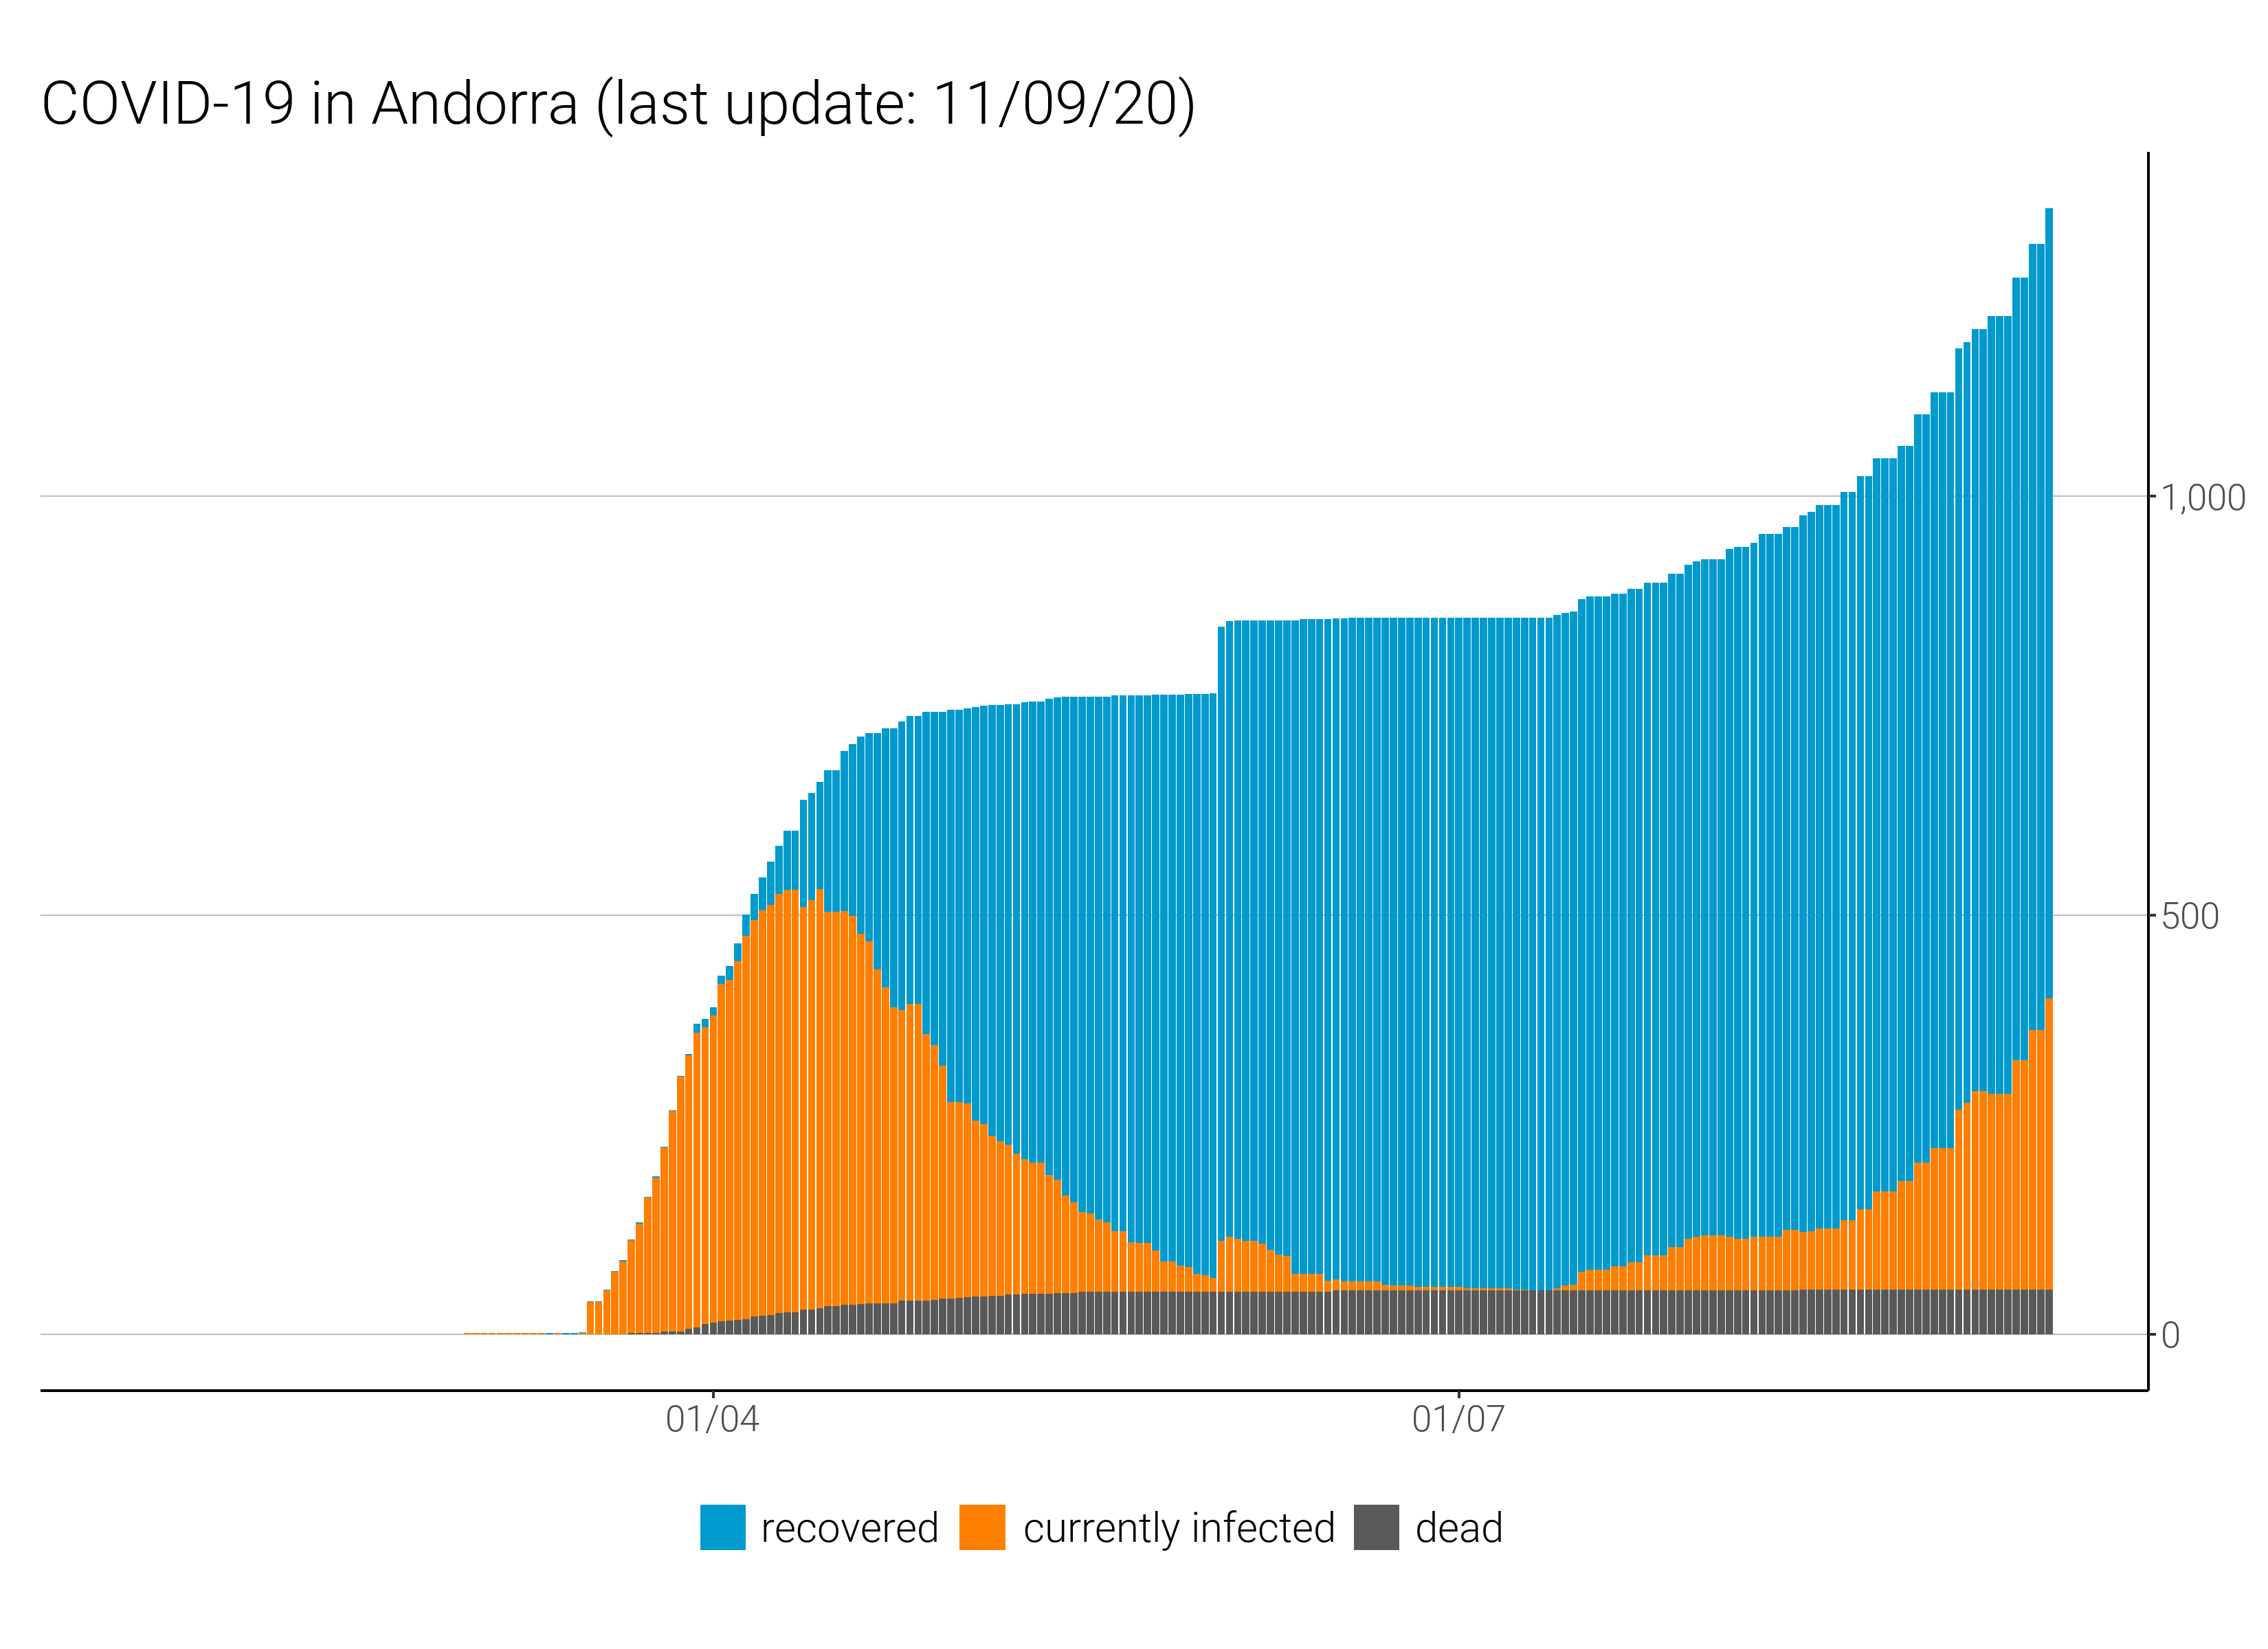 COVID-19 in Andorra (last update: 11/09/20)
1,000
500
0
01/04 01/07
recovered currently infected dead